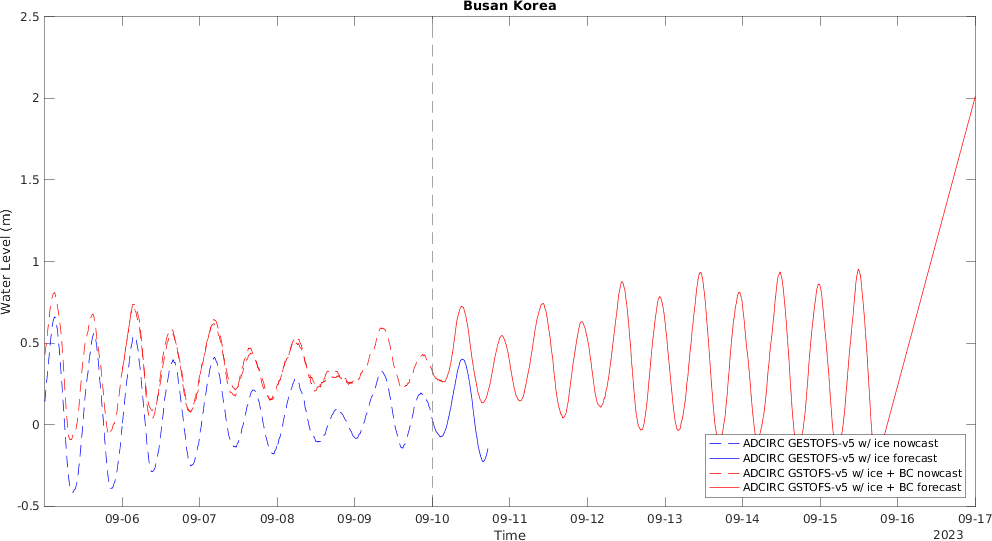 Busan Korea
2.5
2
1.5
1
0.5
0
-0.5
Water Level (m)
ADCIRC GESTOFS-v5 w/ ice nowcast
ADCIRC GESTOFS-v5 w/ ice forecast
ADCIRC GSTOFS-v5 w/ ice + BC nowcast
ADCIRC GSTOFS-v5 w/ ice + BC forecast
09-06 09-07 09-08 09-09 09-10 09-11 09-12 09-13 09-14 09-15 09-16 09-17
Time
2023